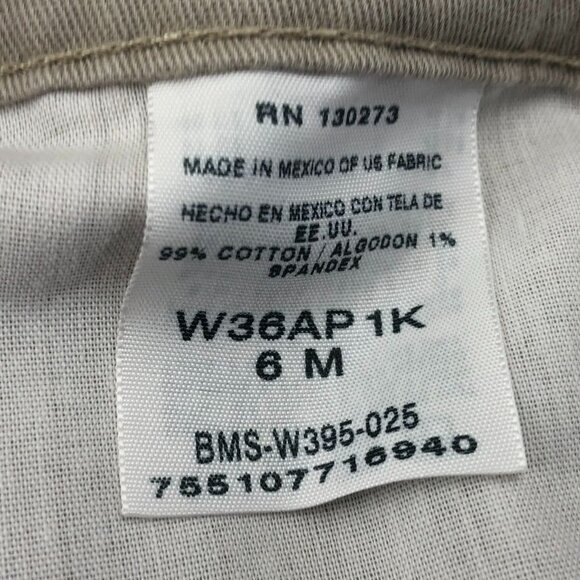 RN 130273
MADE IN MEXICO OF US FABRIC
HECHO EN MEXICO CON TELA DE
EE.UU.
99% COTTON / ALGODON 1%
SPANDEX
W36AP 1K
6 M
BMS-W395-025
755107716940